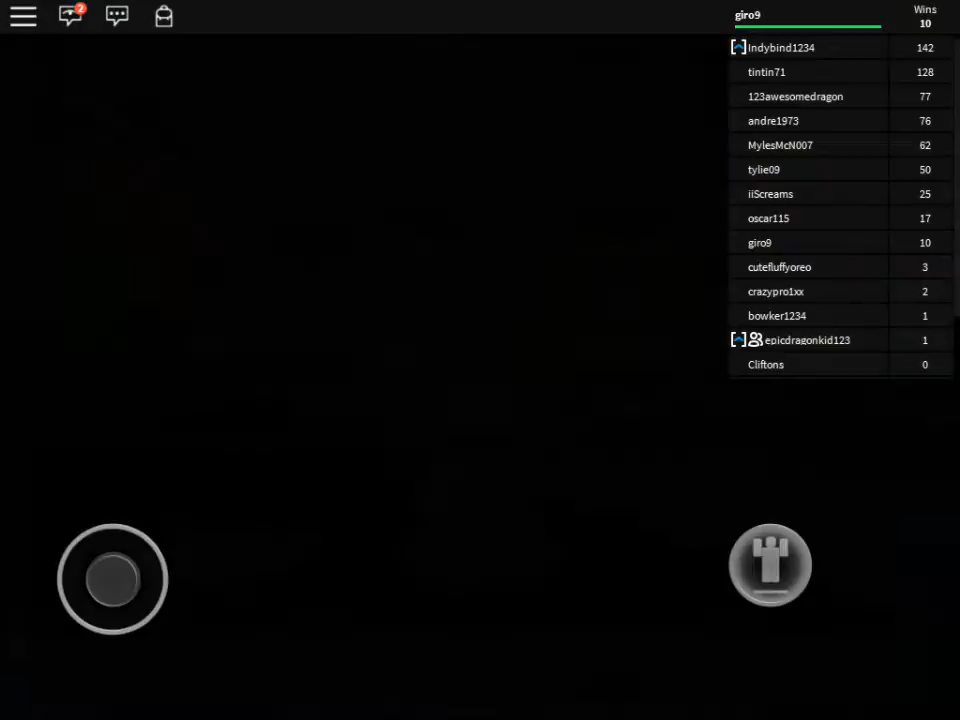 2
giro9 Wins
10
Indybind1234 142
tintin71 128
123awesomedragon 77
andre1973 76
MylesMcN007 62
tylie09 50
iiScreams 25
oscar115 17
giro9 10
cutefluffyoreo 3
crazypro1xx 2
bowker1234 1
epicdragonkid123 1
Cliftons 0